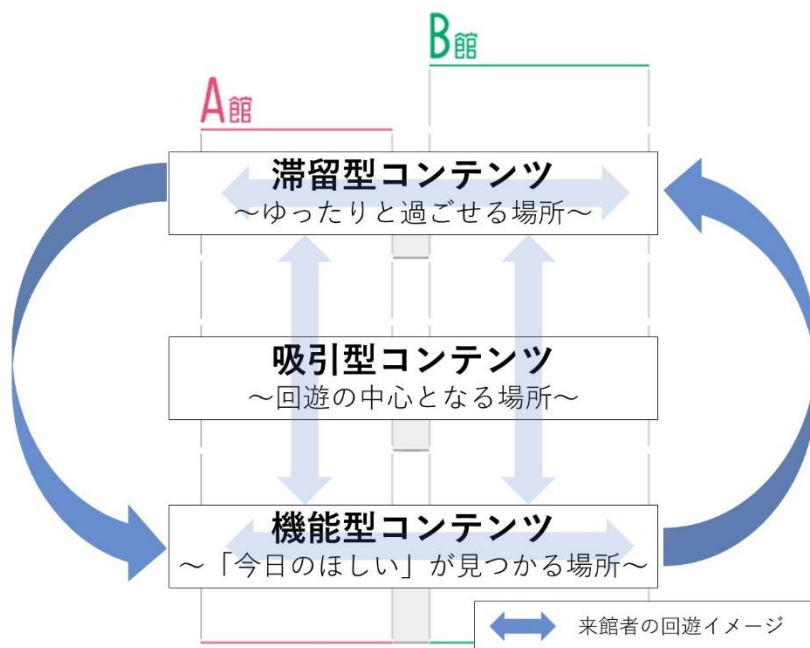 B館
A館
滞留型コンテンツ
~ゆったりと過ごせる場所~
吸引型コンテンツ
~回遊の中心となる場所~
機能型コンテンツ
~「今日のほしい」が見つかる場所~
来館者の回遊イメージ